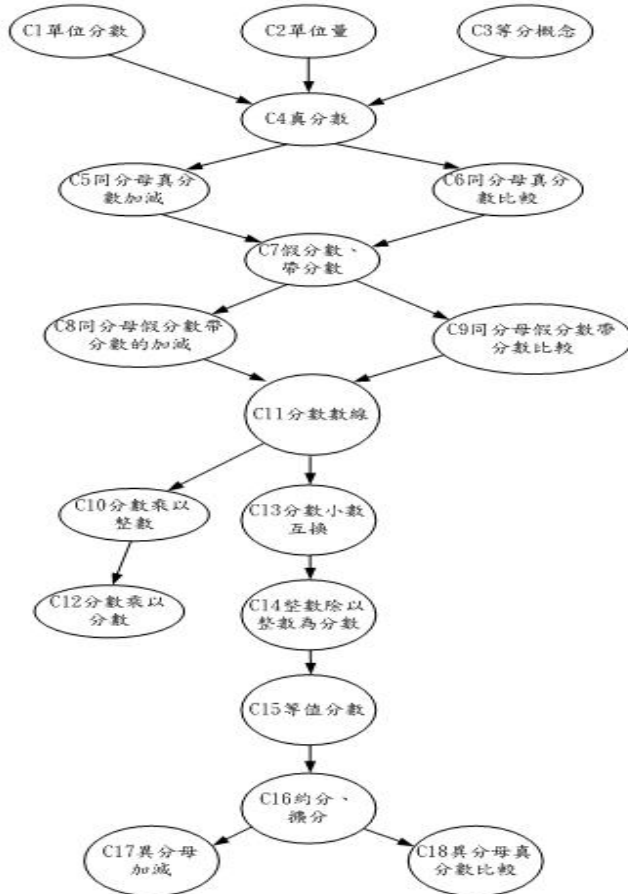 C1單位分數
C2單位量
C3等分概念
C4真分數
C5同分母真分
數加減
C6同分母真分
數比較
C7假分數、
帶分數
C8同分母假分數帶
分數的加減
C9同分母假分數帶
分數比較
C11分數數線
C10分數乘以
整數
C13分數小數
互換
C12分數乘以
分數
C14整數除以
整數為分數
C15等值分數
C16約分、
擴分
C17異分母
加減
C18異分母真
分數比較